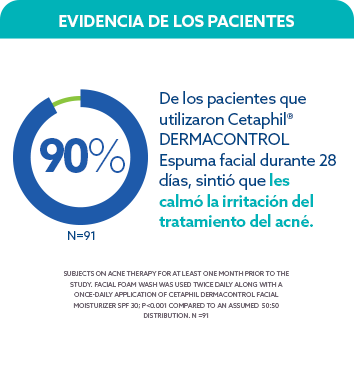 EVIDENCIA DE LOS PACIENTES
De los pacientes que
utilizaron Cetaphil®
DERMACONTROL
Espuma facial durante 28
días, sintió que les
calmó la irritación del
tratamiento del acné.
90%
N=91
SUBJECTS ON ACNE THERAPY FOR AT LEAST ONE MONTH PRIOR TO THE
STUDY. FACIAL FOAM WASH WAS USED TWICE DAILY ALONG WITH A
ONCE-DAILY APPLICATION OF CETAPHIL DERMACONTROL FACIAL
MOISTURIZER SPF 30; P<0.001 COMPARED TO AN ASSUMED 50:50
DISTRIBUTION. N =91